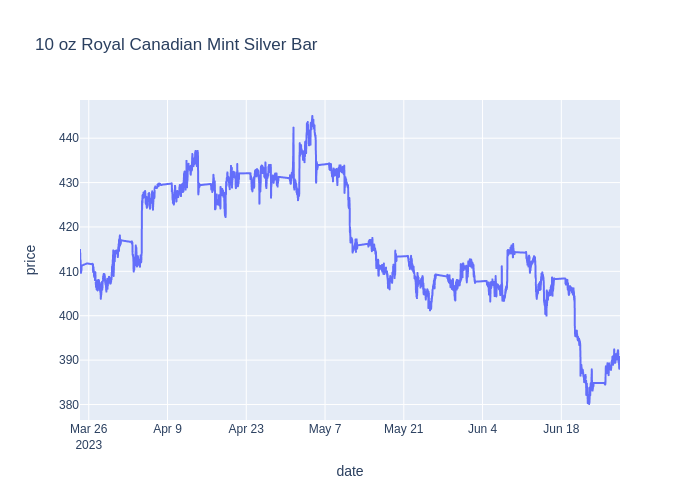 10 oz Royal Canadian Mint Silver Bar
440
430
420
410
400
390
380
price
Mar 26
2023
Apr 9
Apr 23
May 7
May 21
Jun 4
Jun 18
date